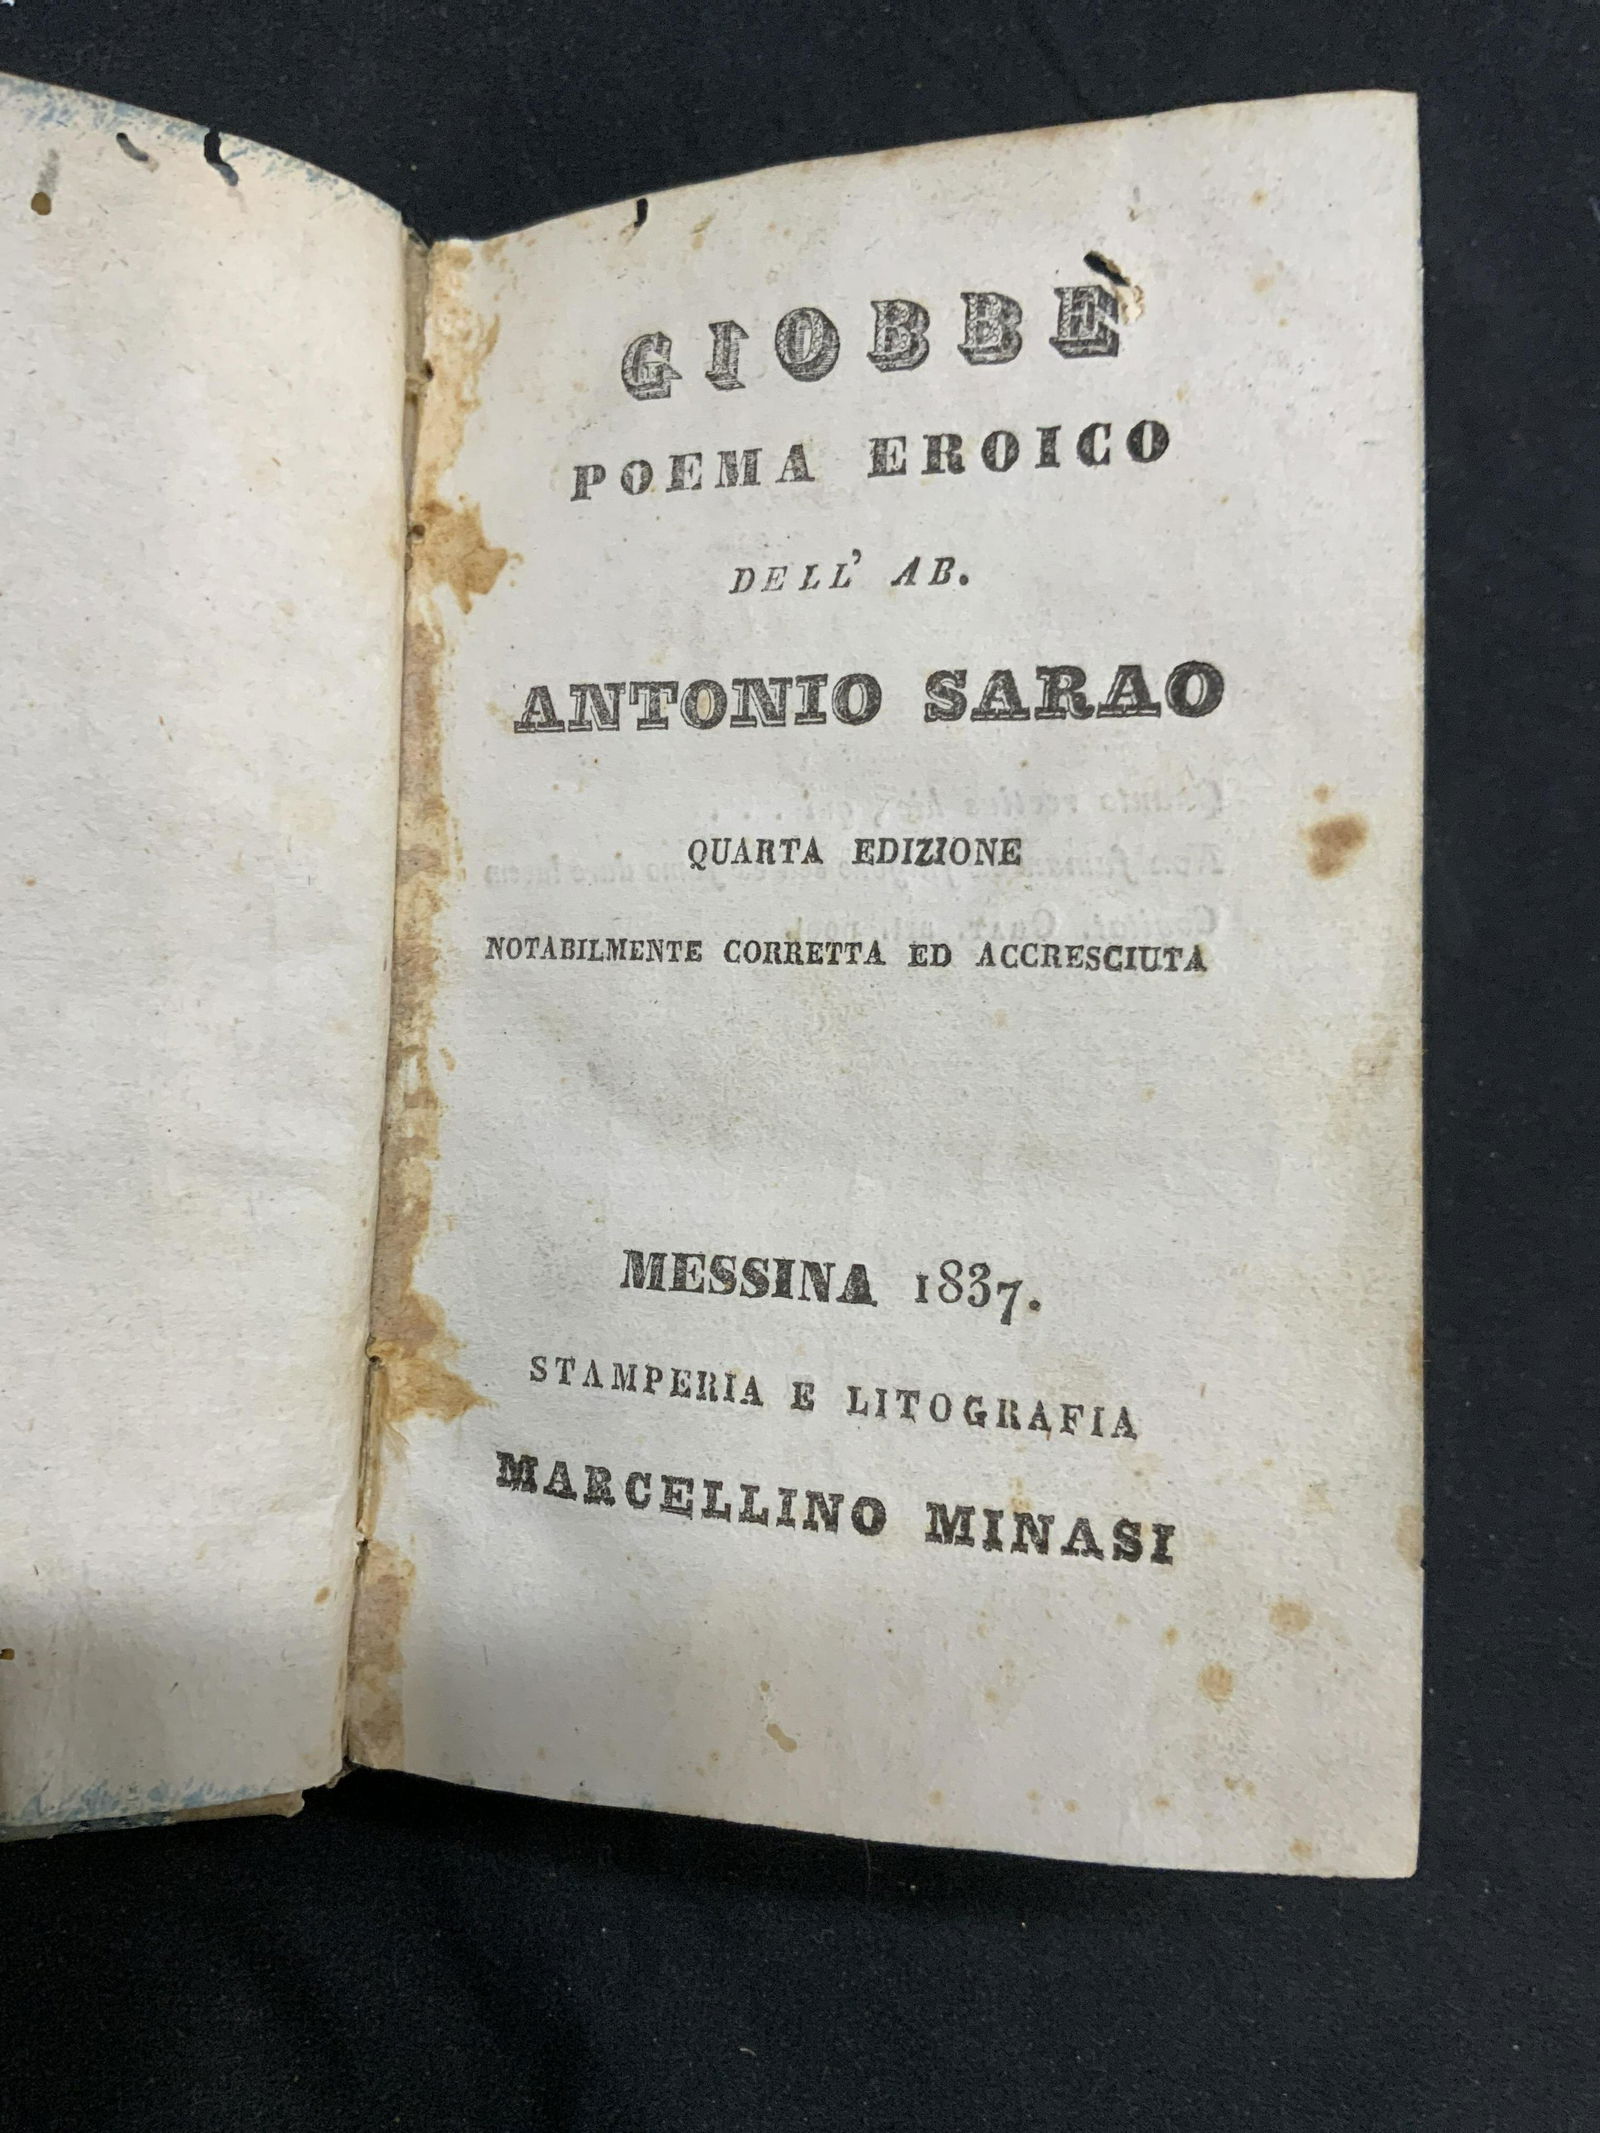 GIOBBE
POEMA EROICO
DELL' AB.
ANTONIO SARAO
QUARTA EDIZIONE
NOTABILMENTE CORRETTA ED ACCRESCIUTA
MESSINA 1837.
STAMPERIA E LITOGRAFIA
MARCELLINO MINASI